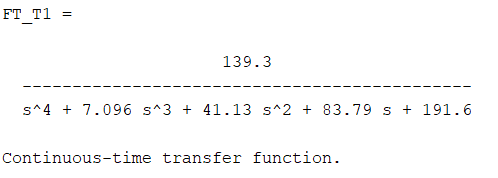 FT_T1 =
139.3
---------------------------------------------
s^4 + 7.096 s^3 + 41.13 s^2 + 83.79 s + 191.6
Continuous-time transfer function.